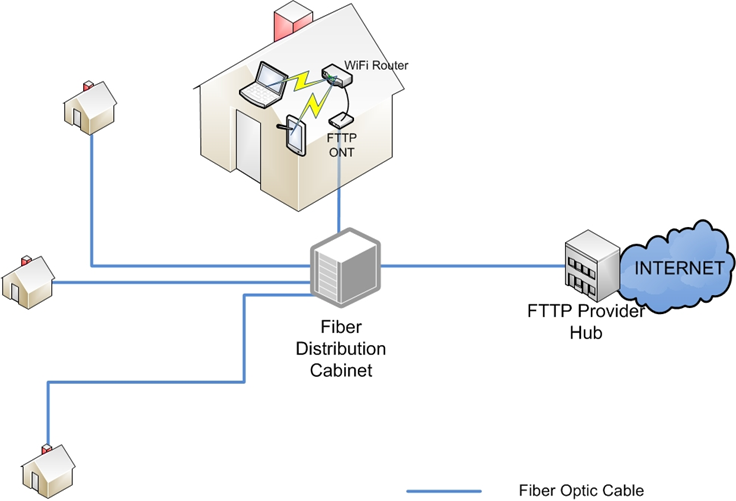 WiFi Router
FTTP
ONT
INTERNET
FTTP Provider
Hub
Fiber
Distribution
Cabinet
Fiber Optic Cable